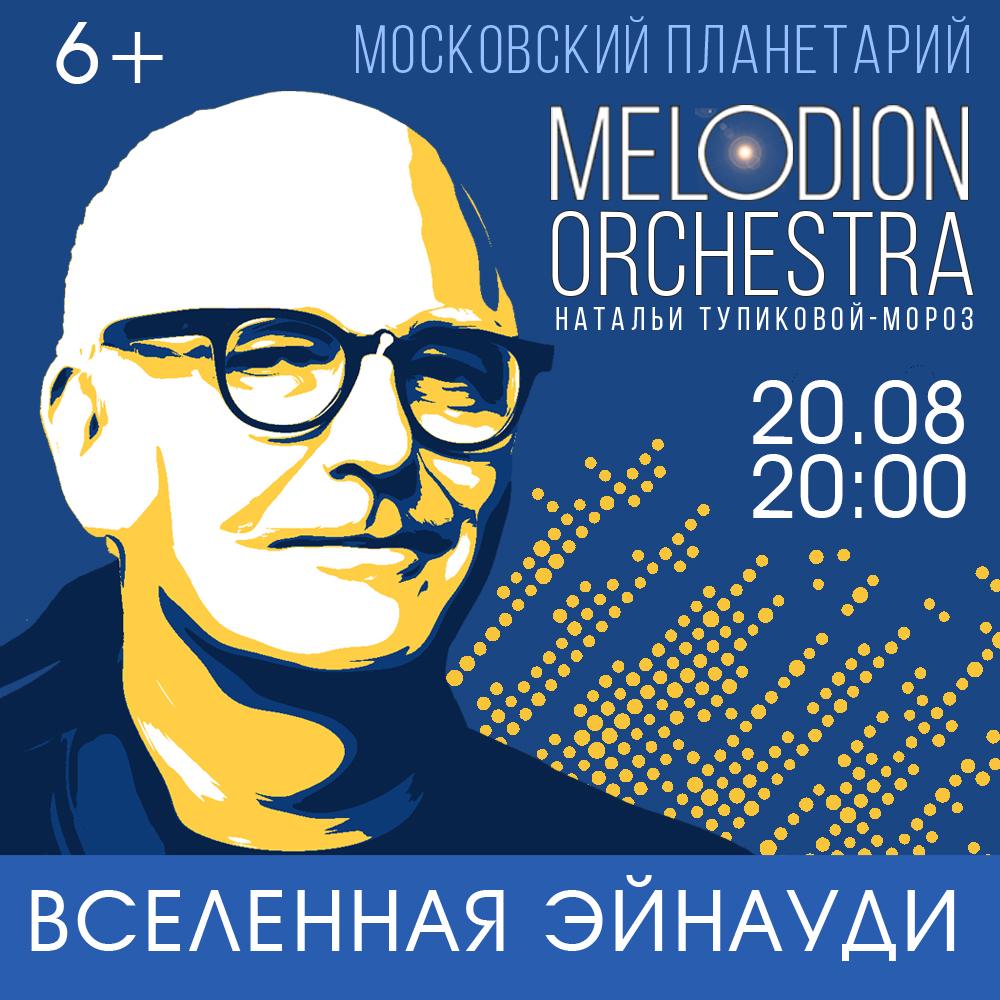 6+
МОСКОВСКИЙ ПЛАНЕТАРИЙ
MELODION
ORCHESTRA
НАТАЛЬИ ТУПИКОВОЙ-МОРОЗ
20.08
20:00
ВСЕЛЕННАЯ ЭЙНАУДИ